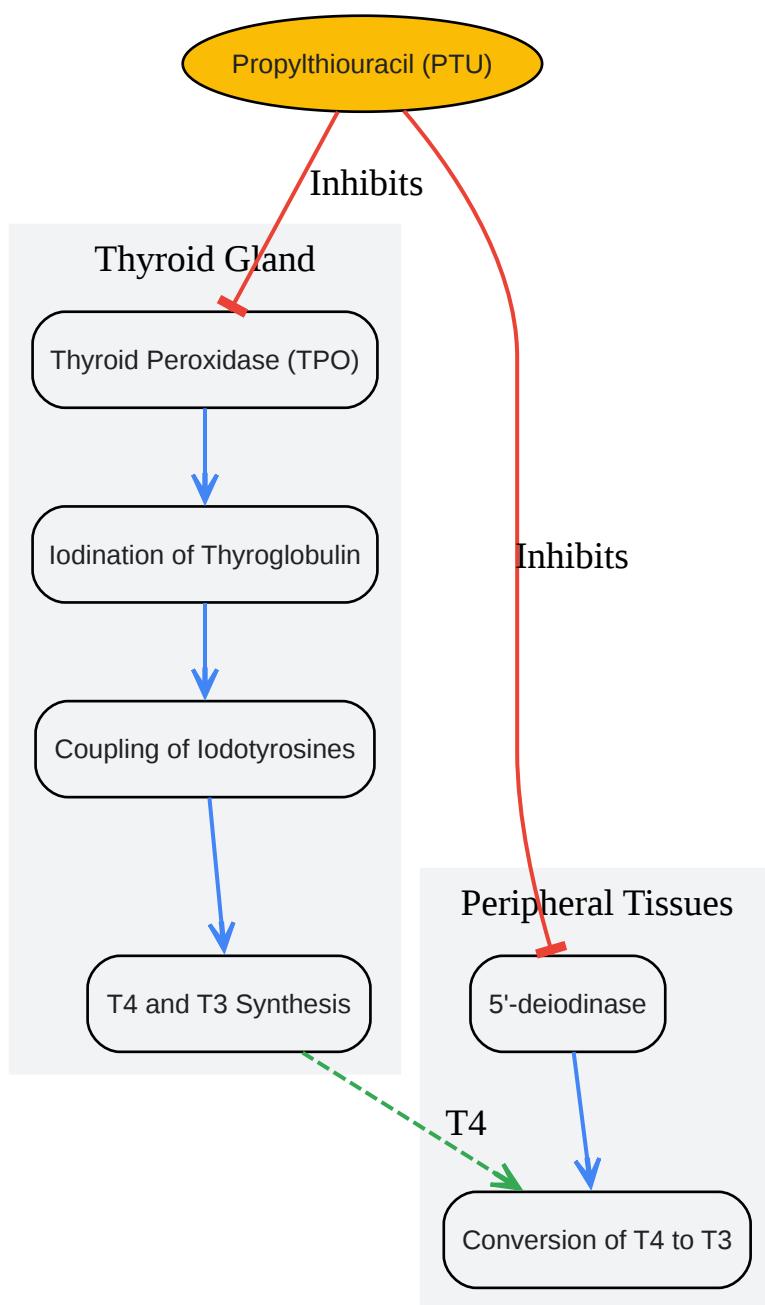 Propylthiouracil (PTU)
Inhibits
Thyroid Gland
Thyroid Peroxidase (TPO)
Iodination of Thyroglobulin
Inhibits
Coupling of Iodotyrosines
Peripheral Tissues
T4 and T3 Synthesis
5'-deiodinase
T4
Conversion of T4 to T3